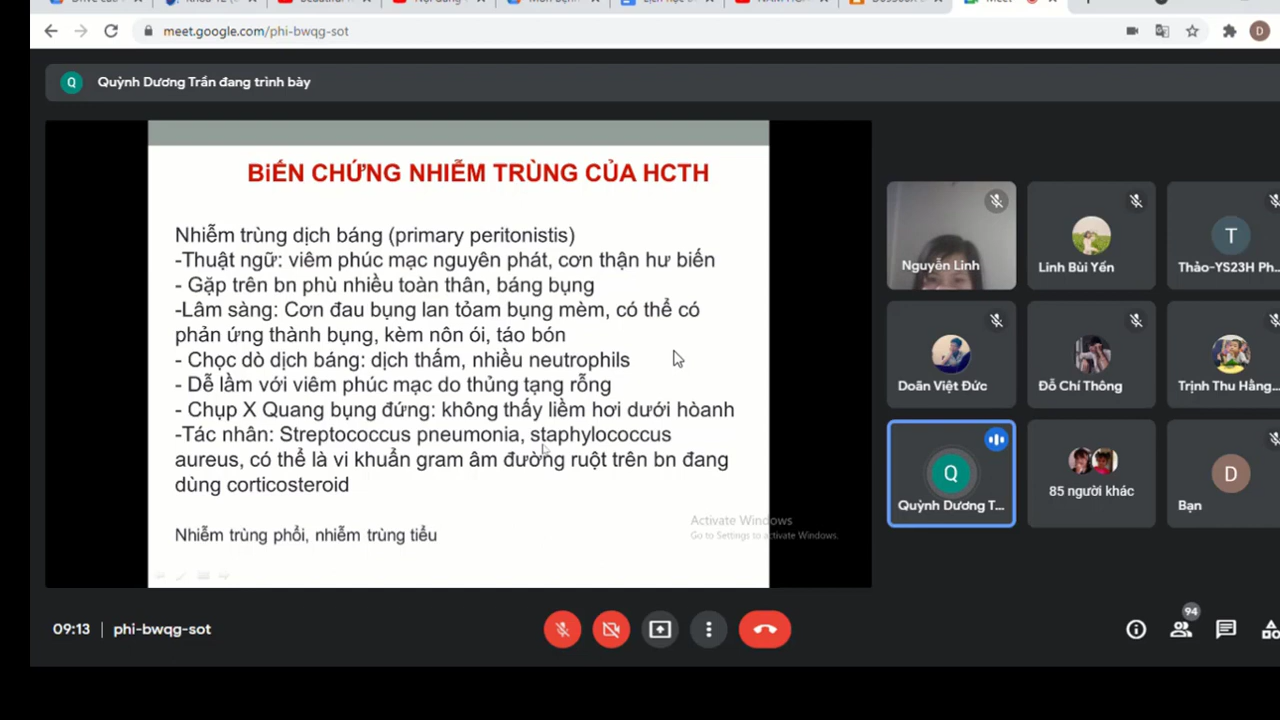 meet.google.com/phi-bwqg-sot
D
Q
Quỳnh Dương Trần đang trình bày
BiẾN CHỨNG NHIỄM TRÙNG CỦA HCTH
Nhiễm trùng dịch báng (primary peritonistis)
-Thuật ngữ: viêm phúc mạc nguyên phát, cơn thận hư biến
- Gặp trên bn phù nhiều toàn thân, báng bụng
-Lâm sàng: Cơn đau bụng lan tỏam bụng mèm, có thể có
phản ứng thành bụng, kèm nôn ói, táo bón
- Chọc dò dịch báng: dịch thấm, nhiều neutrophils
- Dễ lầm với viêm phúc mạc do thủng tạng rỗng
- Chụp X Quang bụng đứng: không thấy liềm hơi dưới hòanh
-Tác nhân: Streptococcus pneumonia, staphylococcus
aureus, có thể là vi khuẩn gram âm đường ruột trên bn đang
dùng corticosteroid
Nhiễm trùng phổi, nhiễm trùng tiểu
Activate Windows
Go to Settings to activate Windows.
Nguyễn Linh
Linh Bùi Yến
T
Thảo-YS23H Ph...
Doãn Việt Đức
Đỗ Chí Thông
Trịnh Thu Hằng...
Q
Quỳnh Dương T...
85 người khác
D
Bạn
09:13
phi-bwqg-sot
94